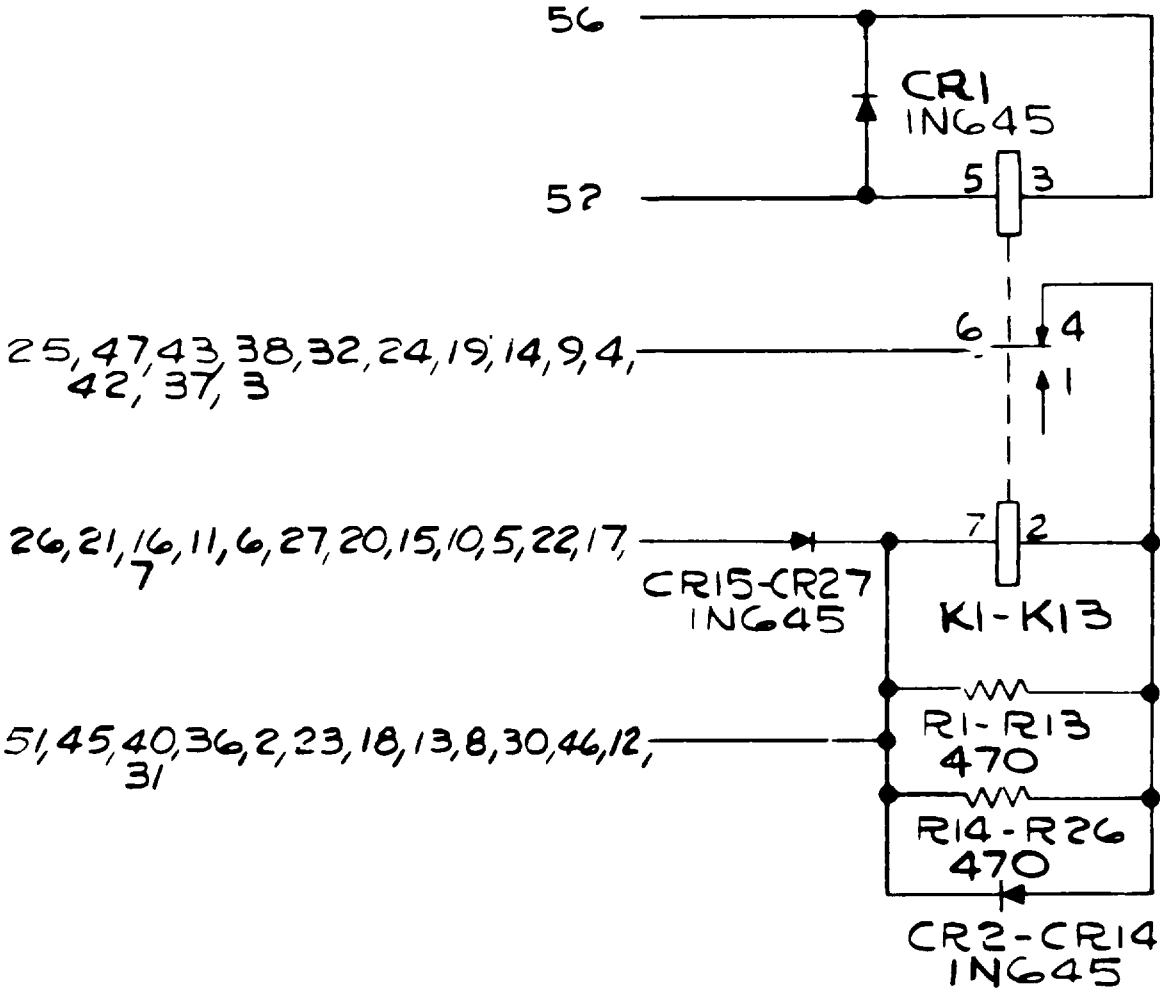 56
CR1
1N645
5 3
57
6 4
25, 47, 43, 38, 32, 24, 19, 14, 9, 4,
42, 37, 3
1
26, 21, 16, 11, 6, 27, 20, 15, 10, 5, 22, 17,
7
7 2
CR15-CR27
1N645
K1-K13
51, 45, 40, 36, 2, 23, 18, 13, 8, 30, 46, 12,
31
R1-R13
470
R14-R26
470
CR2-CR14
1N645